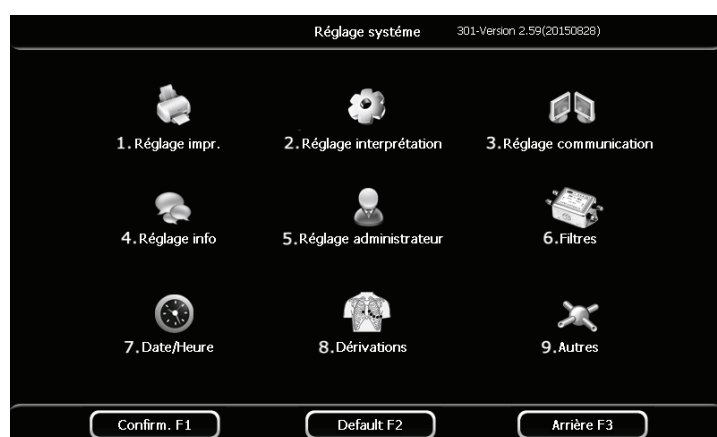 Réglage systéme 301-Version 2.59(20150828)
1.Réglage impr. 2.Réglage interprétation 3.Réglage communication
4.Réglage info 5.Réglage administrateur 6.Filtres
7.Date/Heure 8.Dérivations 9.Autres
Confirm. F1 Default F2 Arrière F3